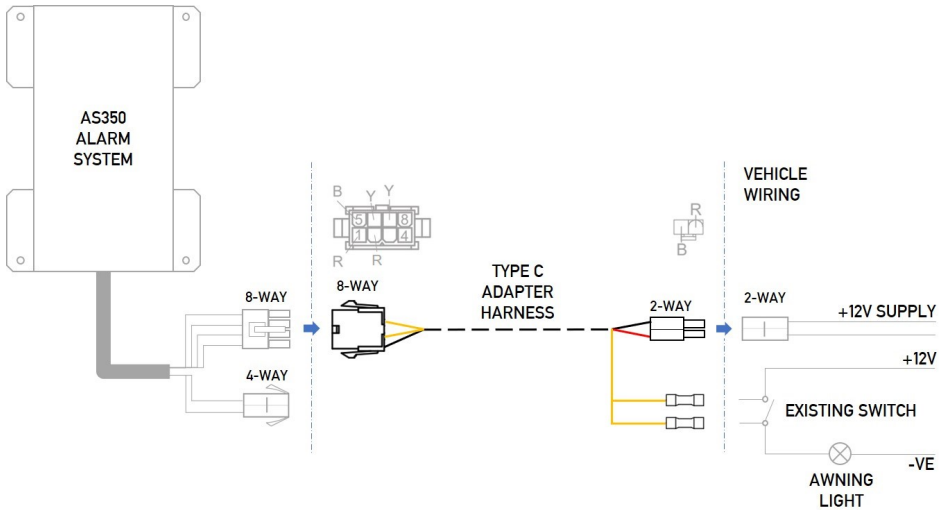 AS350
ALARM
SYSTEM
8-WAY
4-WAY
B
Y Y
5 8
1 4
R R
8-WAY
TYPE C
ADAPTER
HARNESS
R
B
2-WAY
VEHICLE
WIRING
2-WAY
+12V SUPPLY
+12V
EXISTING SWITCH
-VE
AWNING
LIGHT